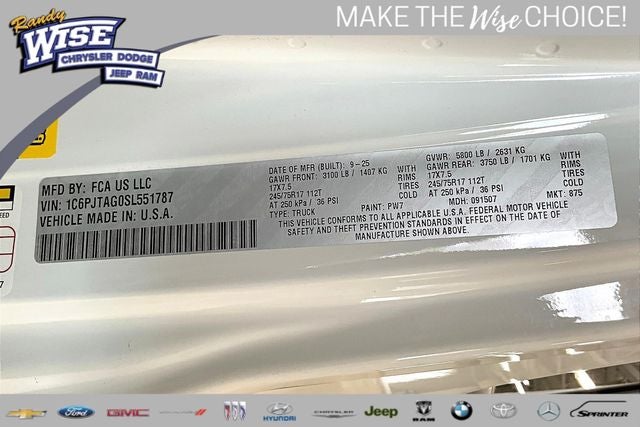 Randy
WISE
CHRYSLER DODGE
JEEP RAM
MAKE THE Wise CHOICE!
MFD BY: FCA US LLC
VIN: 1C6PJTAG0SL551787
VEHICLE MADE IN U.S.A.
DATE OF MFR (BUILT): 9-25
GAWR FRONT: 3100 LB / 1407 KG WITH
17X7.5 RIMS
245/75R17 112T TIRES
AT 250 kPa / 36 PSI COLD
TYPE: TRUCK PAINT: PW7
GVWR: 5800 LB / 2631 KG
GAWR REAR: 3750 LB / 1701 KG WITH
17X7.5 RIMS
245/75R17 112T TIRES
AT 250 kPa / 36 PSI COLD
MDH: 091507 MKT: 875
THIS VEHICLE CONFORMS TO ALL APPLICABLE U.S.A. FEDERAL MOTOR VEHICLE
SAFETY AND THEFT PREVENTION STANDARDS IN EFFECT ON THE DATE OF
MANUFACTURE SHOWN ABOVE.
EED
7
Ford
GMC
HYUNDAI
CHRYSLER
Jeep
RAM
SPRINTER